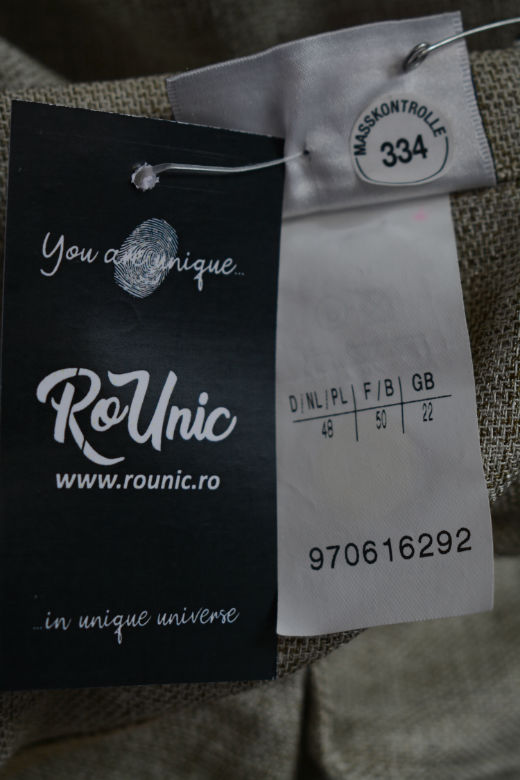 You are unique...
RoUnic
www.rounic.ro
...in unique universe
MASSKONTROLLE
334
D/NL/PL F/B GB
48 50 22
970616292